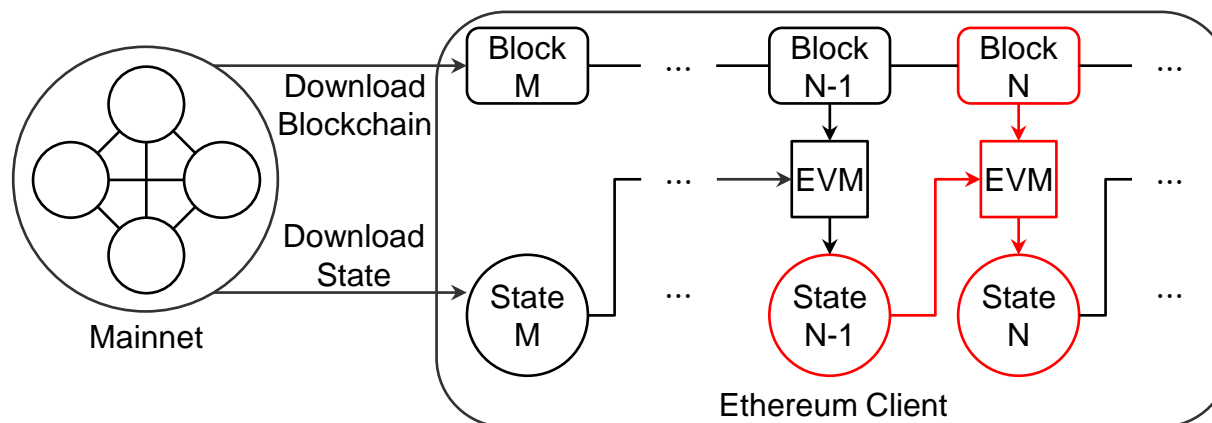 Block
M
...
Block
N-1
Block
N
...
Download
Blockchain
...
EVM
EVM
...
Download
State
State
M
...
State
N-1
State
N
...
Mainnet
Ethereum Client